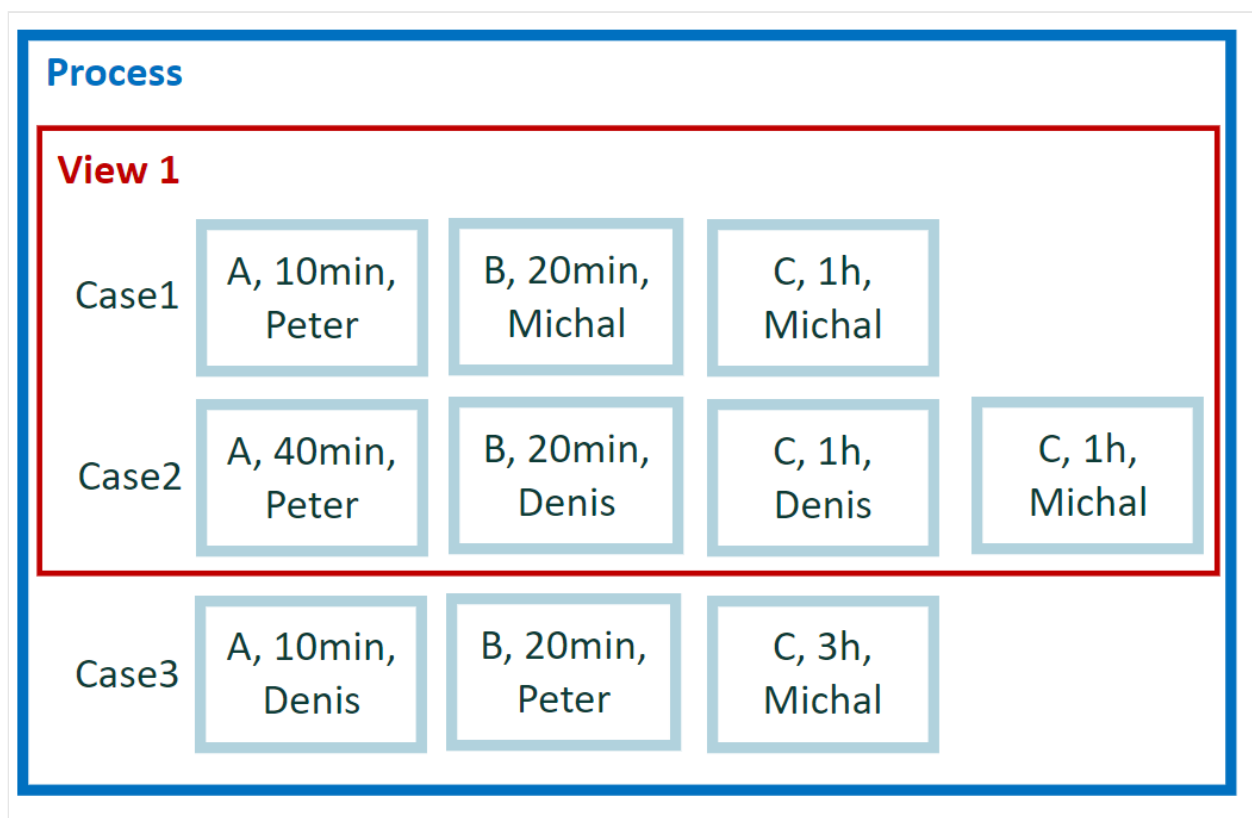 Process
View 1
Case1
A, 10min,
Peter
B, 20min,
Michal
C, 1h,
Michal
Case2
A, 40min,
Peter
B, 20min,
Denis
C, 1h,
Denis
C, 1h,
Michal
Case3
A, 10min,
Denis
B, 20min,
Peter
C, 3h,
Michal